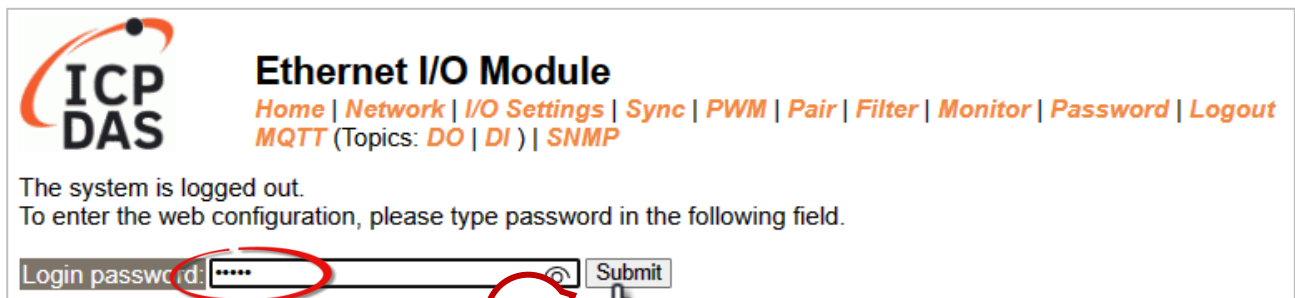 ICP
DAS
Ethernet I/O Module
Home | Network | I/O Settings | Sync | PWM | Pair | Filter | Monitor | Password | Logout
MQTT (Topics: DO | DI ) | SNMP
The system is logged out.
To enter the web configuration, please type password in the following field.
Login password: ••••• Submit